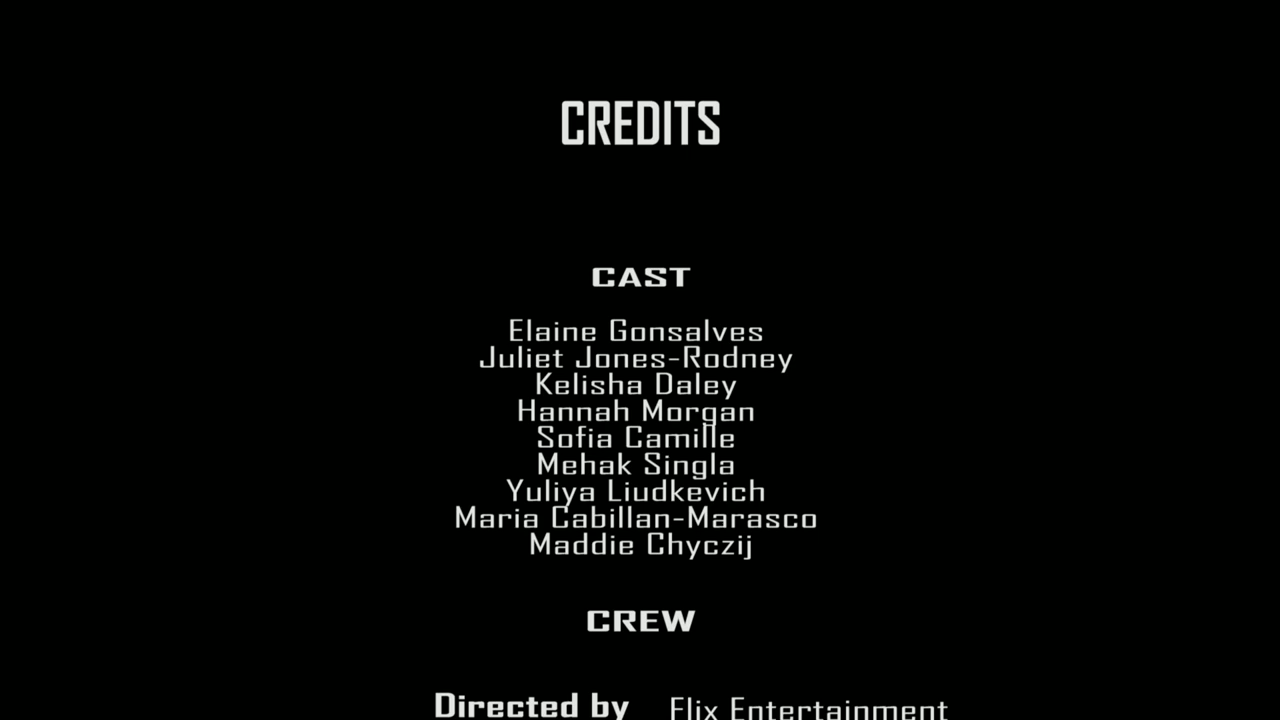 CREDITS
CAST
Elaine Gonsalves
Juliet Jones-Rodney
Kelisha Daley
Hannah Morgan
Sofia Camille
Mehak Singla
Yuliya Liudkevich
Maria Cabillan-Marasco
Maddie Chyczij
CREW
Directed by Flix Entertainment